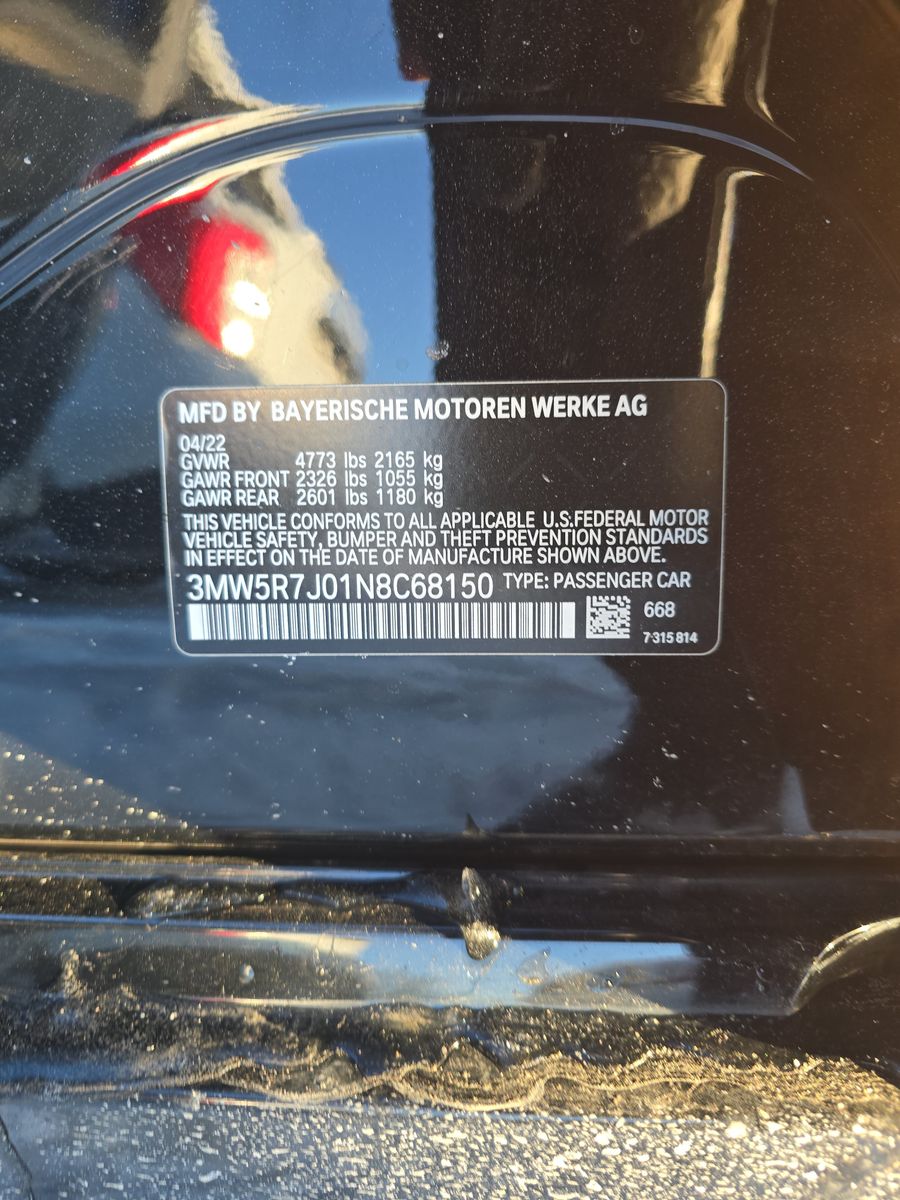 MFD BY BAYERISCHE MOTOREN WERKE AG
04/22
GVWR 4773 lbs 2165 kg
GAWR FRONT 2326 lbs 1055 kg
GAWR REAR 2601 lbs 1180 kg
THIS VEHICLE CONFORMS TO ALL APPLICABLE U.S.FEDERAL MOTOR
VEHICLE SAFETY, BUMPER AND THEFT PREVENTION STANDARDS
IN EFFECT ON THE DATE OF MANUFACTURE SHOWN ABOVE.
3MW5R7J01N8C68150 TYPE: PASSENGER CAR
668
7 315 814